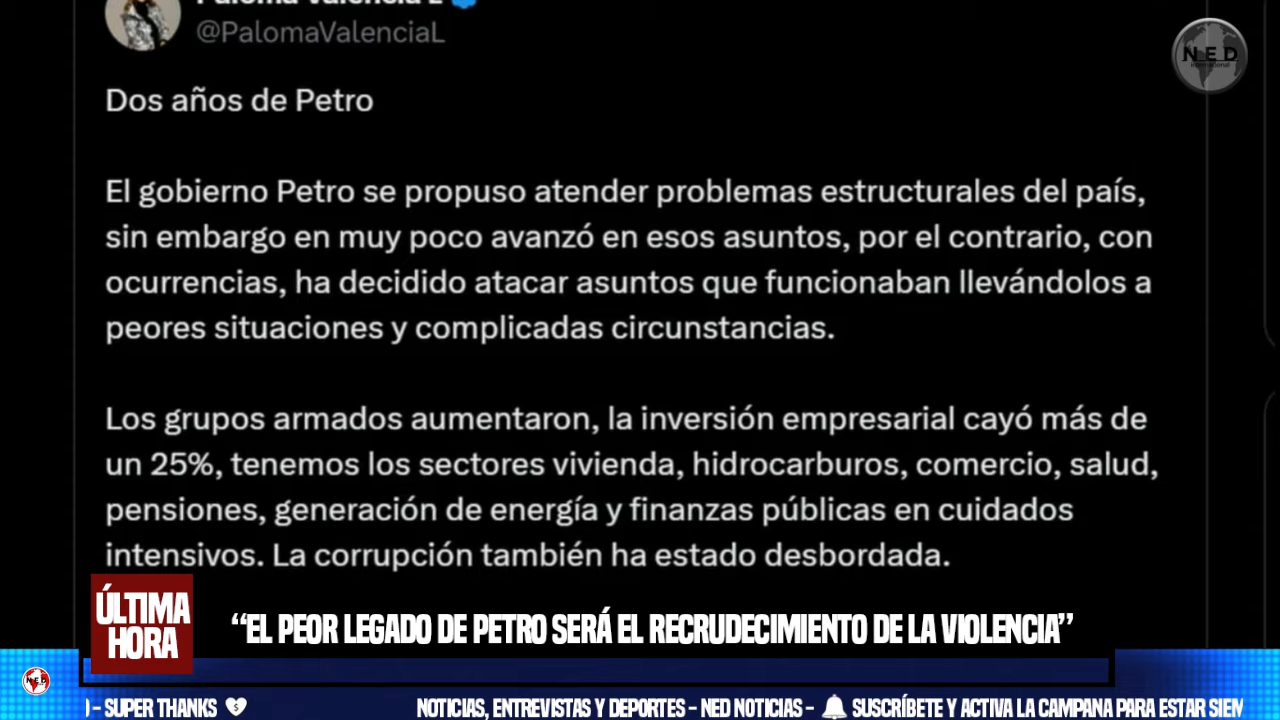 Paloma Valencia L
@PalomaValenciaL
NED
International
Dos años de Petro
El gobierno Petro se propuso atender problemas estructurales del país,
sin embargo en muy poco avanzó en esos asuntos, por el contrario, con
ocurrencias, ha decidido atacar asuntos que funcionaban llevándolos a
peores situaciones y complicadas circunstancias.
Los grupos armados aumentaron, la inversión empresarial cayó más de
un 25%, tenemos los sectores vivienda, hidrocarburos, comercio, salud,
pensiones, generación de energía y finanzas públicas en cuidados
intensivos. La corrupción también ha estado desbordada.
ÚLTIMA
HORA
“EL PEOR LEGADO DE PETRO SERÁ EL RECRUDECIMIENTO DE LA VIOLENCIA”
NED
– SUPER THANKS
NOTICIAS, ENTREVISTAS Y DEPORTES – NED NOTICIAS –
SUSCRÍBETE Y ACTIVA LA CAMPANA PARA ESTAR SIEM